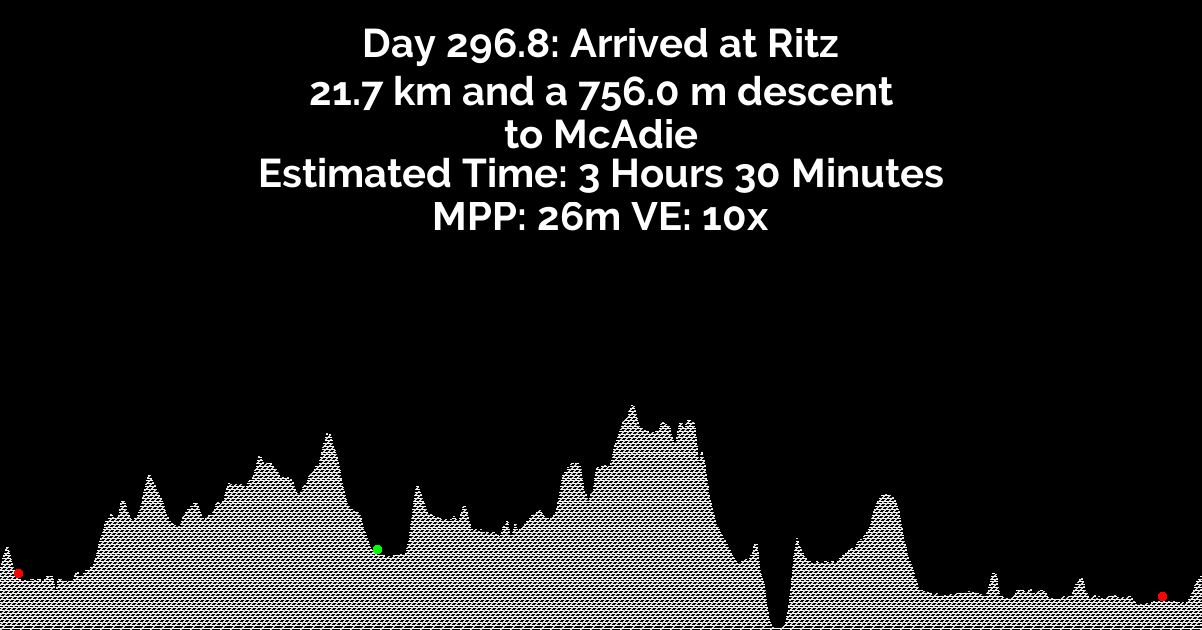 Day 296.8: Arrived at Ritz
21.7 km and a 756.0 m descent
to McAdie
Estimated Time: 3 Hours 30 Minutes
MPP: 26m VE: 10x